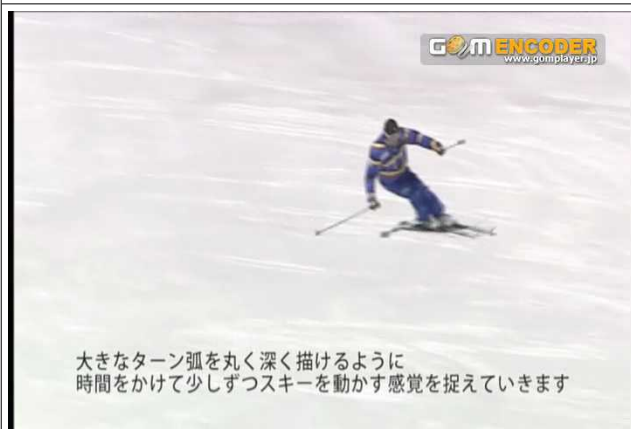 GOM ENCODER
www.gomplayer.jp
大きなターン弧を丸く深く描けるように
時間をかけて少しずつスキーを動かす感覚を捉えていきます